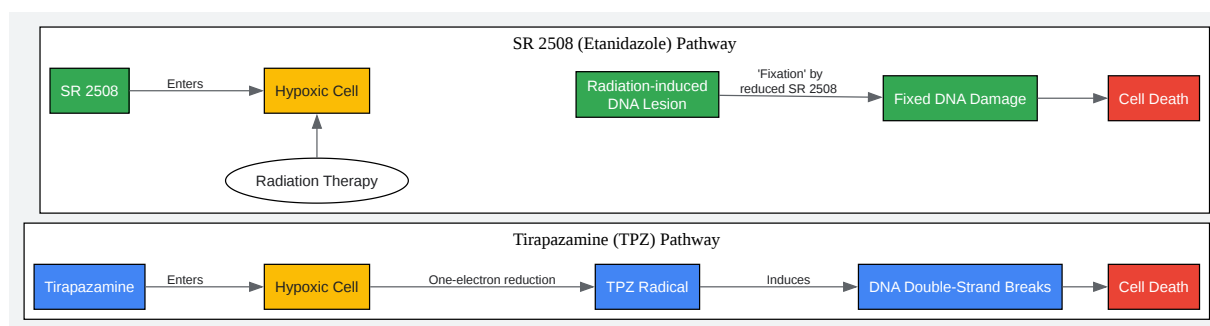 SR 2508 (Etanidazole) Pathway
SR 2508
Enters
Hypoxic Cell
Radiation Therapy
Radiation-induced
DNA Lesion
'Fixation' by
reduced SR 2508
Fixed DNA Damage
Cell Death
Tirapazamine (TPZ) Pathway
Tirapazamine
Enters
Hypoxic Cell
One-electron reduction
TPZ Radical
Induces
DNA Double-Strand Breaks
Cell Death